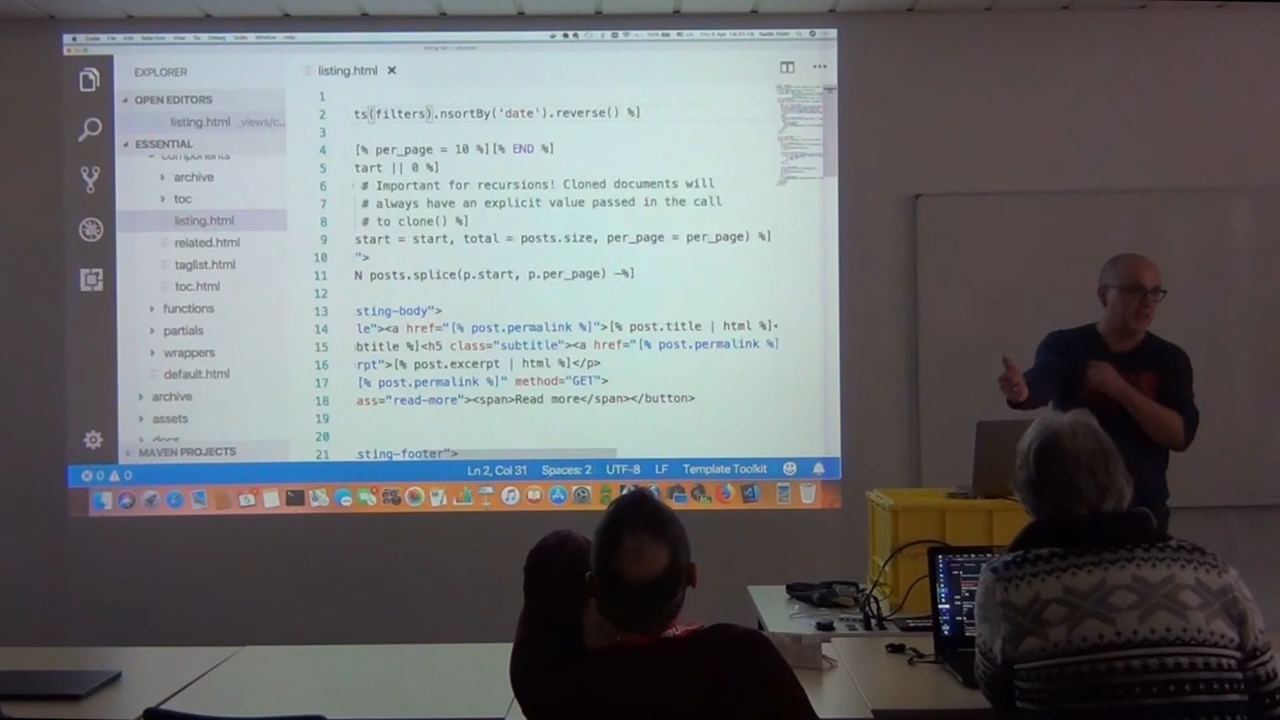 EXPLORER
OPEN EDITORS
listing.html _views/c...
ESSENTIAL
components
archive
toc
listing.html
related.html
taglist.html
toc.html
functions
partials
wrappers
default.html
archive
assets
docs
MAVEN PROJECTS
listing.html
1
2 ts(filters).nsortBy('date').reverse() %]
3
4 [% per_page = 10 %][% END %]
5 tart || 0 %]
6 # Important for recursions! Cloned documents will
7 # always have an explicit value passed in the call
8 # to clone() %]
9 start = start, total = posts.size, per_page = per_page) %]
10 ">
11 N posts.splice(p.start, p.per_page) -%]
12
13 sting-body">
14 le"><a href="[% post.permalink %]">[% post.title | html %]<
15 btitle %]<h5 class="subtitle"><a href="[% post.permalink %]
16 rpt">[% post.excerpt | html %]</p>
17 [% post.permalink %]" method="GET">
18 ass="read-more"><span>Read more</span></button>
19
20
21 sting-footer">
0 0
Ln 2, Col 31 Spaces: 2 UTF-8 LF Template Toolkit